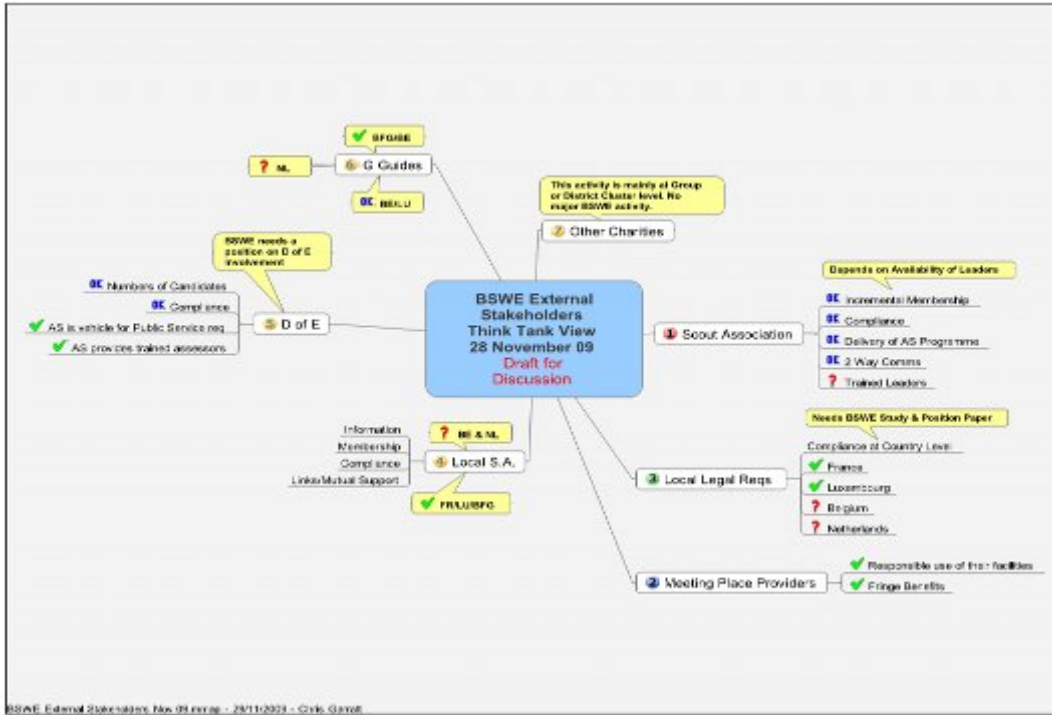 BSWE External
Stakeholders
Think Tank View
28 November 09
Draft for
Discussion
1 Scout Association
Depends on Availability of Leaders
OK Incremental Membership
OK Compliance
OK Delivery of AS Programme
OK 2 Way Comms
? Trained Leaders
2 Meeting Place Providers
Responsible use of their facilities
Fringe Benefits
3 Local Legal Reqs
Needs BSWE Study & Position Paper
Compliance at Country Level
France
Luxembourg
? Belgium
? Netherlands
4 Local S.A.
? BE & NL
FR/LU/BFG
Information
Membership
Compliance
Links/Mutual Support
5 D of E
BSWE needs a
position on D of E
Involvement
OK Numbers of Candidates
OK Compliance
AS is vehicle for Public Service req
AS provides trained assessors
6 G Guides
BFG/BE
? NL
OK BE/LU
7 Other Charities
This activity is mainly at Group
or District Cluster level. No
major BSWE activity.
BSWE External Stakeholders Nov 09.mmap - 29/11/2009 - Chris Garratt